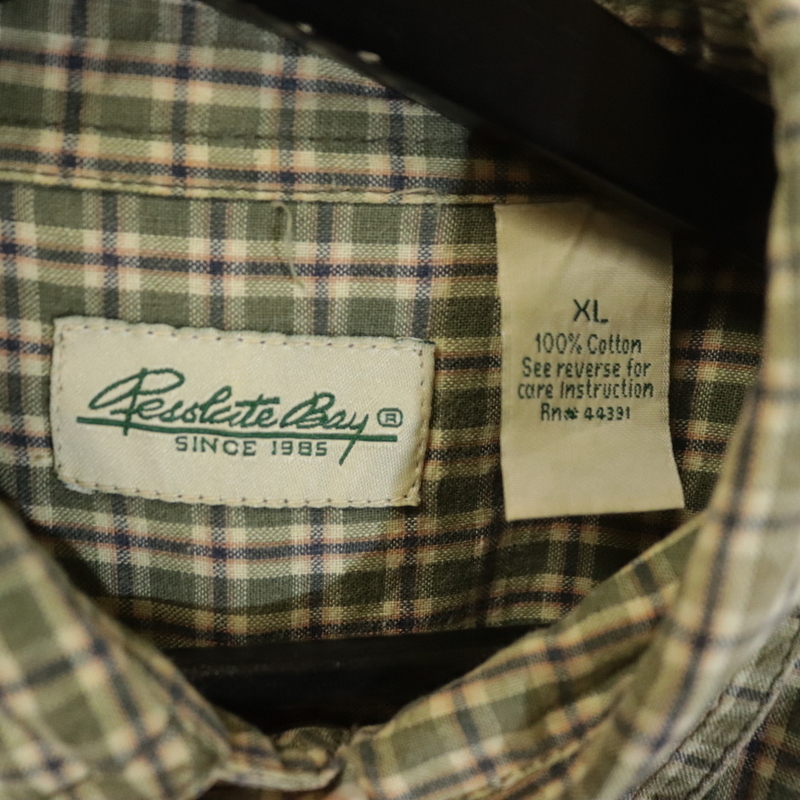 Resolute Bay®
SINCE 1985
XL
100% Cotton
See reverse for
care Instruction
Rn# 44391